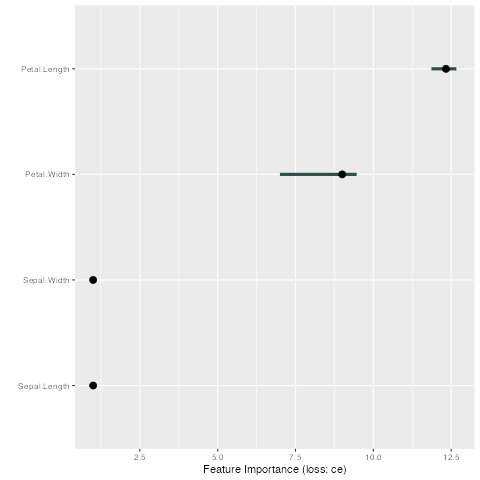 Petal.Length
Petal.Width
Sepal.Width
Sepal.Length
2.5 5.0 7.5 10.0 12.5
Feature Importance (loss: ce)